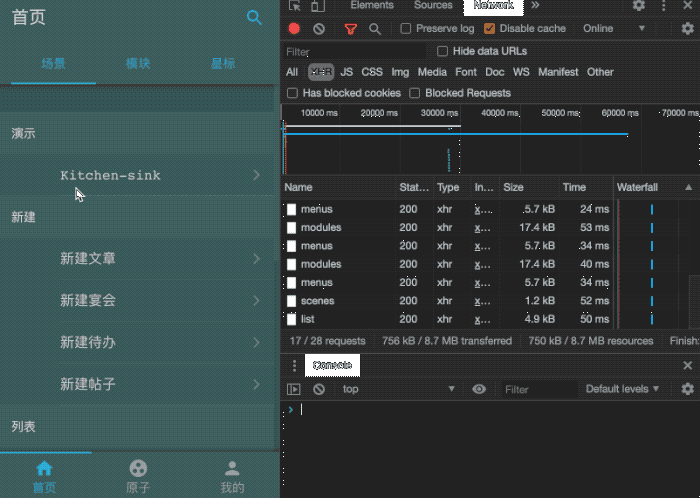 首页
场景 模块 星标
演示
Kitchen-sink
新建
新建文章
新建宴会
新建待办
新建帖子
列表
首页 原子 我的
Elements Sources Network »
Preserve log Disable cache Online
Filter Hide data URLs
All XHR JS CSS Img Media Font Doc WS Manifest Other
Has blocked cookies Blocked Requests
10000 ms 20000 ms 30000 ms 40000 ms 50000 ms 60000 ms 70000 ms
Name Stat... Type In... Size Time Waterfall
menus 200 xhr x... 5.7 kB 24 ms
modules 200 xhr x... 17.4 kB 53 ms
menus 200 xhr x... 5.7 kB 34 ms
modules 200 xhr x... 17.4 kB 40 ms
menus 200 xhr x... 5.7 kB 34 ms
scenes 200 xhr x... 1.2 kB 52 ms
list 200 xhr x... 4.9 kB 50 ms
17 / 28 requests 756 kB / 8.7 MB transferred 750 kB / 8.7 MB resources Finish:
Console
top Filter Default levels